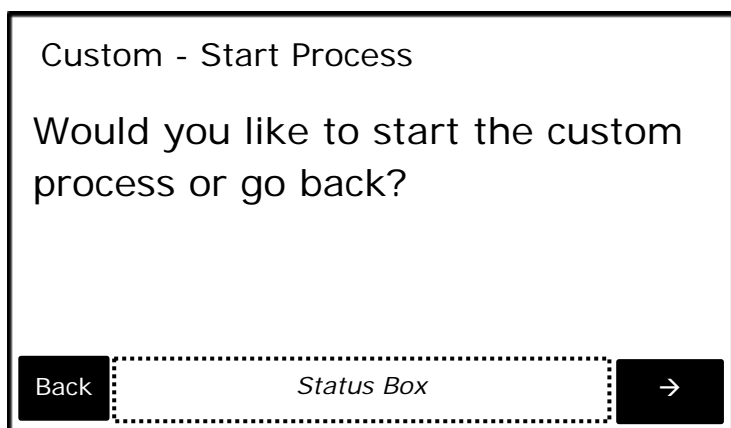 Custom - Start Process
Would you like to start the custom
process or go back?
Back Status Box →